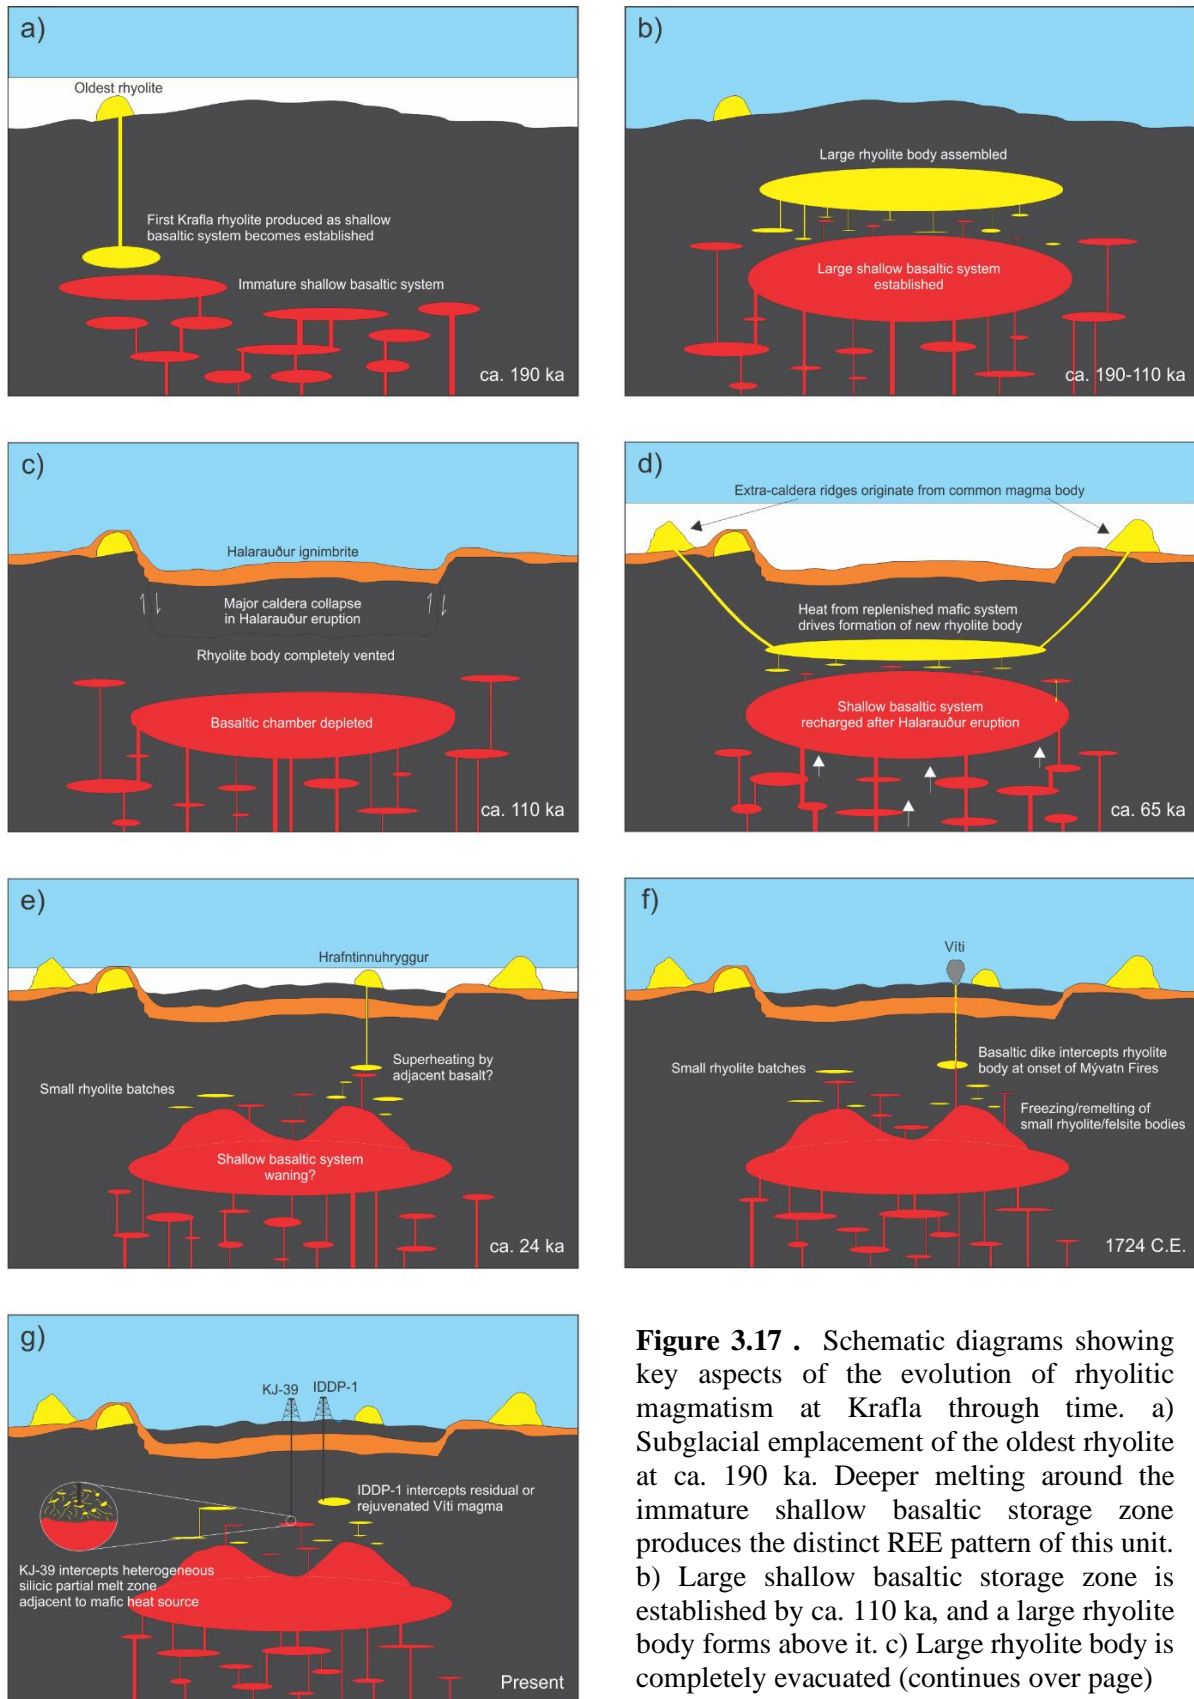 a)
Oldest rhyolite
First Krafla rhyolite produced as shallow
basaltic system becomes established
Immature shallow basaltic system
ca. 190 ka
b)
Large rhyolite body assembled
Large shallow basaltic system
established
ca. 190-110 ka
c)
Halarauður ignimbrite
Major caldera collapse
in Halarauður eruption
Rhyolite body completely vented
Basaltic chamber depleted
ca. 110 ka
d)
Extra-caldera ridges originate from common magma body
Heat from replenished mafic system
drives formation of new rhyolite body
Shallow basaltic system
recharged after Halarauður eruption
ca. 65 ka
e)
Hrafntinnuhryggur
Superheating by
adjacent basalt?
Small rhyolite batches
Shallow basaltic system
waning?
ca. 24 ka
f)
Víti
Basaltic dike intercepts rhyolite
body at onset of Mývatn Fires
Small rhyolite batches
Freezing/remelting of
small rhyolite/felsite bodies
1724 C.E.
g)
KJ-39
IDDP-1
IDDP-1 intercepts residual or
rejuvenated Víti magma
KJ-39 intercepts heterogeneous
silicic partial melt zone
adjacent to mafic heat source
Present
Figure 3.17 . Schematic diagrams showing
key aspects of the evolution of rhyolitic
magmatism at Krafla through time. a)
Subglacial emplacement of the oldest rhyolite
at ca. 190 ka. Deeper melting around the
immature shallow basaltic storage zone
produces the distinct REE pattern of this unit.
b) Large shallow basaltic storage zone is
established by ca. 110 ka, and a large rhyolite
body forms above it. c) Large rhyolite body is
completely evacuated (continues over page)